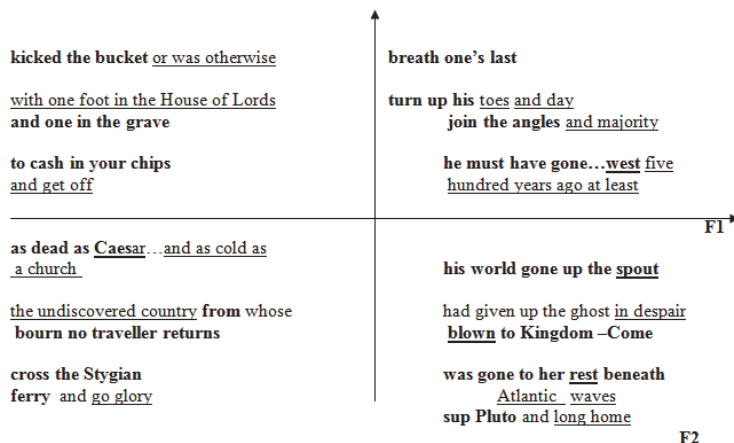 kicked the bucket or was otherwise
with one foot in the House of Lords
and one in the grave
to cash in your chips
and get off
breath one's last
turn up his toes and day
join the angles and majority
he must have gone…west five
hundred years ago at least
F1
as dead as Caesar…and as cold as
a church
the undiscovered country from whose
bourn no traveller returns
cross the Stygian
ferry and go glory
his world gone up the spout
had given up the ghost in despair
blown to Kingdom –Come
was gone to her rest beneath
Atlantic waves
sup Pluto and long home
F2